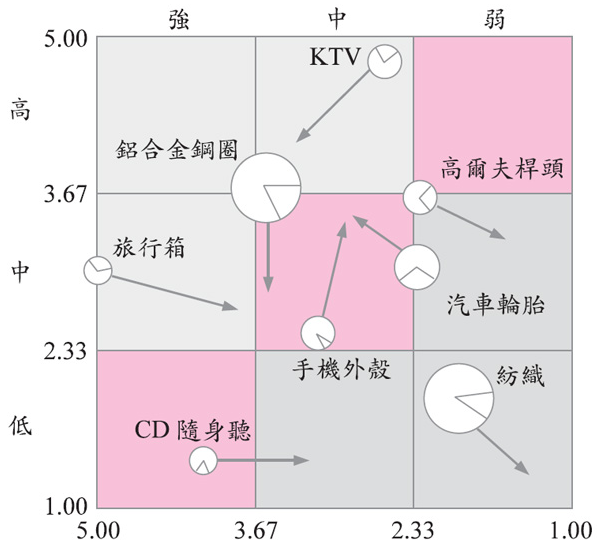 強 中 弱
5.00
KTV
高
鋁合金鋼圈
高爾夫桿頭
3.67
旅行箱
中
汽車輪胎
2.33
手機外殼
紡織
低
CD 隨身聽
1.00
5.00 3.67 2.33 1.00